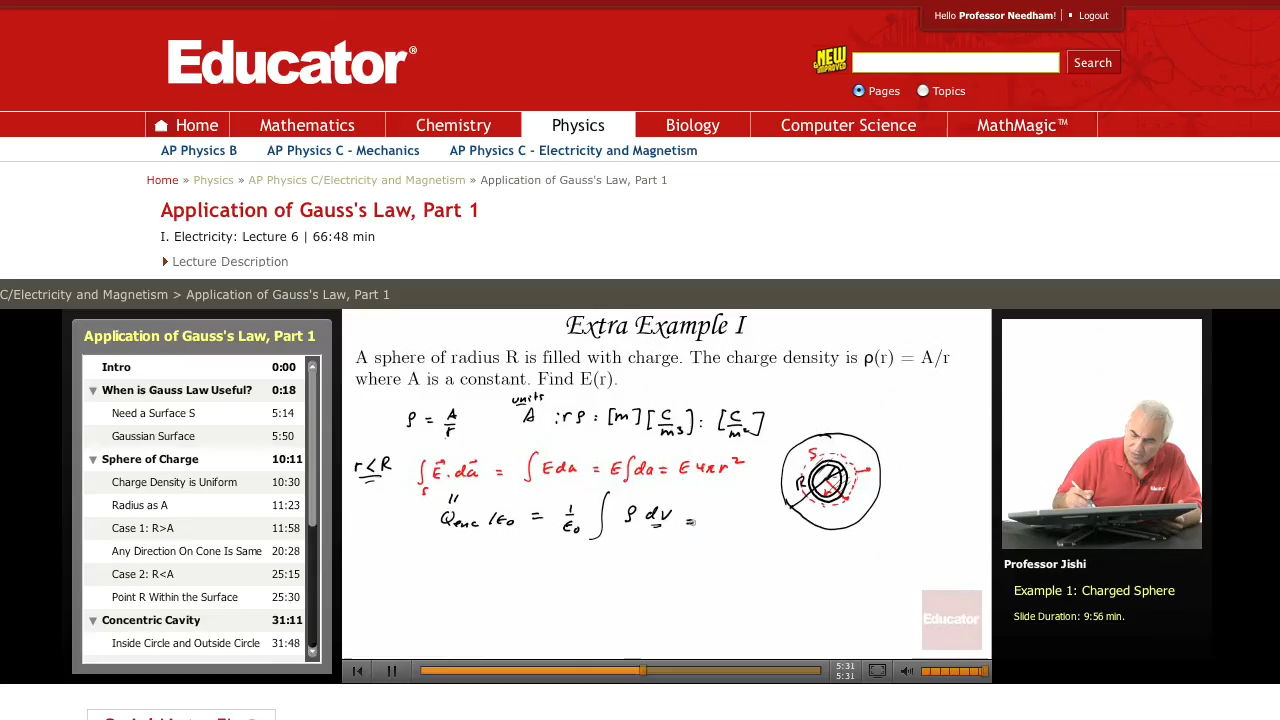 Hello Professor Needham! Logout
Educator®
NEW & IMPROVED
Search
Pages Topics
Home Mathematics Chemistry Physics Biology Computer Science MathMagic™
AP Physics B AP Physics C - Mechanics AP Physics C - Electricity and Magnetism
Home » Physics » AP Physics C/Electricity and Magnetism » Application of Gauss's Law, Part 1
Application of Gauss's Law, Part 1
I. Electricity: Lecture 6 | 66:48 min
Lecture Description
C/Electricity and Magnetism > Application of Gauss's Law, Part 1
Application of Gauss's Law, Part 1
Intro 0:00
When is Gauss Law Useful? 0:18
Need a Surface S 5:14
Gaussian Surface 5:50
Sphere of Charge 10:11
Charge Density is Uniform 10:30
Radius as A 11:23
Case 1: R>A 11:58
Any Direction On Cone Is Same 20:28
Case 2: R<A 25:15
Point R Within the Surface 25:30
Concentric Cavity 31:11
Inside Circle and Outside Circle 31:48
Extra Example I
A sphere of radius R is filled with charge. The charge density is ρ(r) = A/r
where A is a constant. Find E(r).
units
ρ = A/r A : rρ : [m] [C/m³] : [C/m²]
r < R ∫s E⃗ · da⃗ = ∫ E da = E ∫ da = E 4πr²
"
Qenc /ε₀ = 1/ε₀ ∫ ρ dv =
S
R
Educator
5:31
5:31
Professor Jishi
Example 1: Charged Sphere
Slide Duration: 9:56 min.